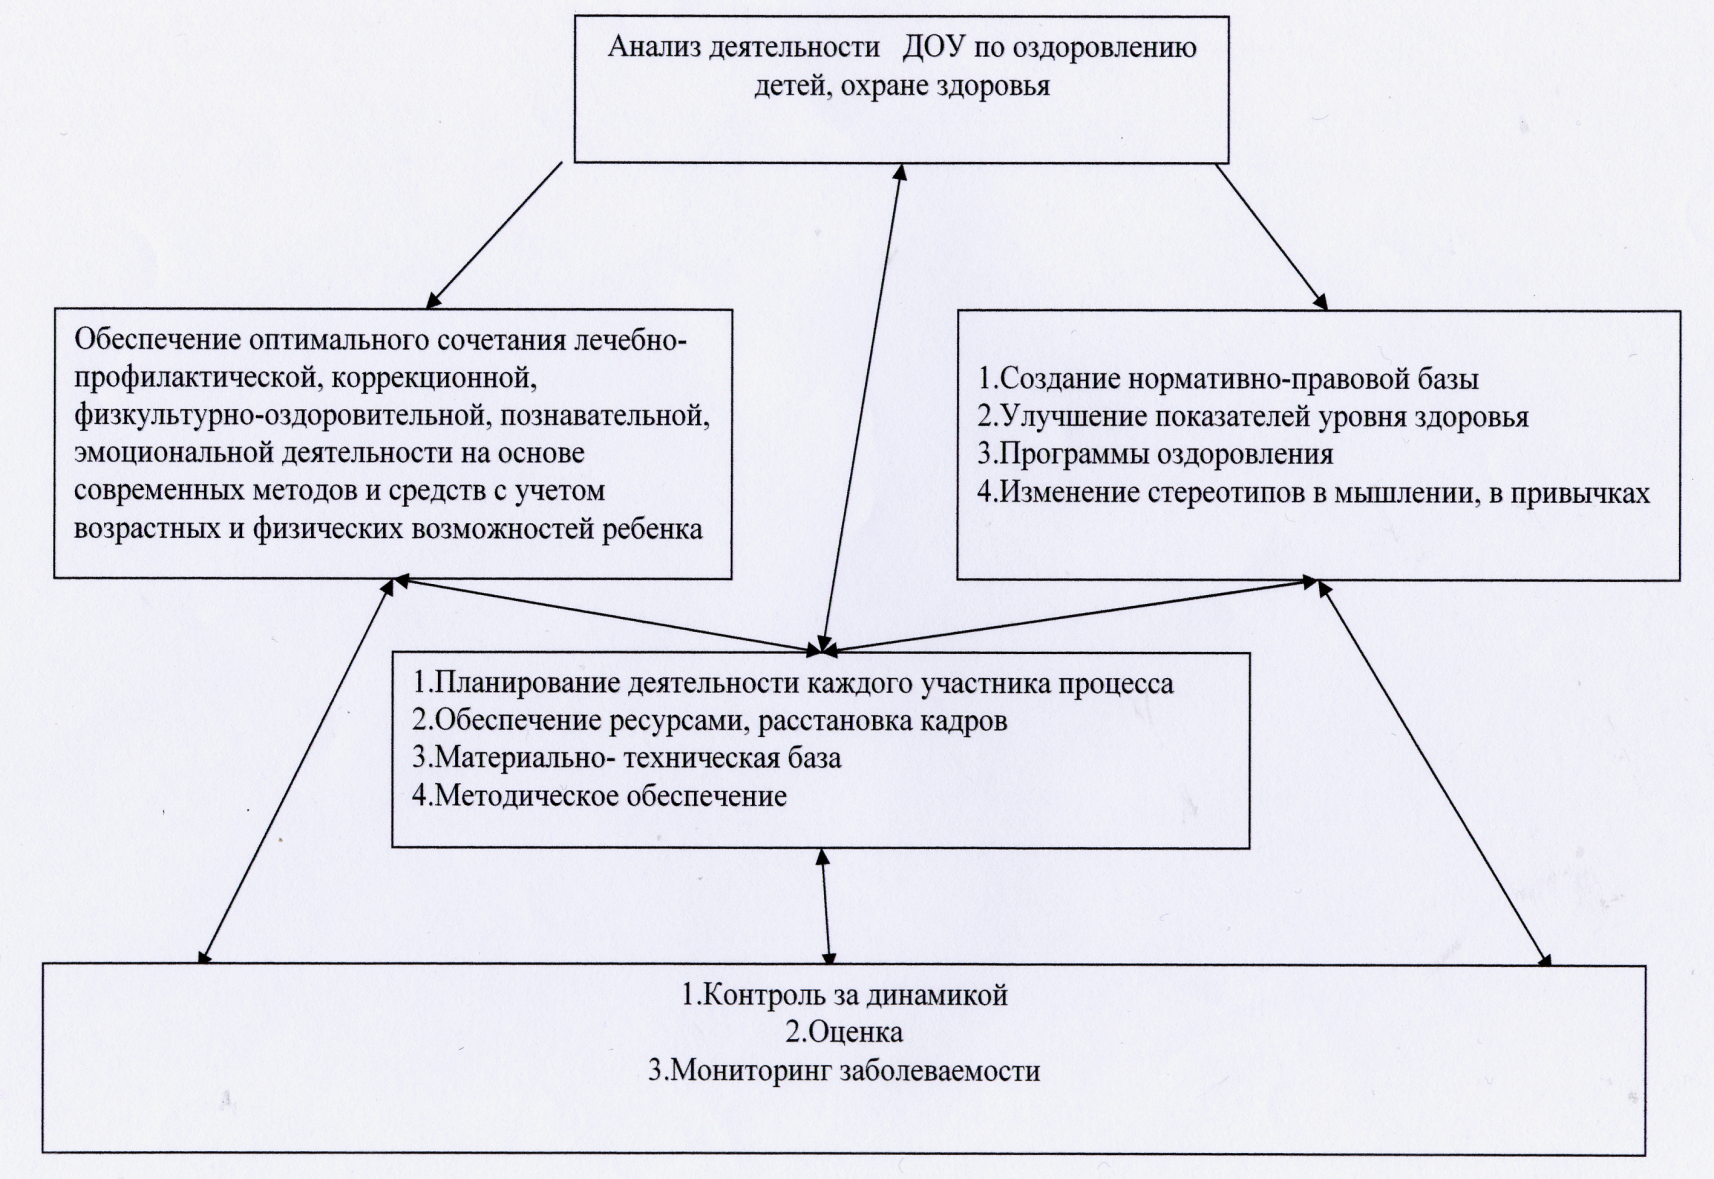 Анализ деятельности ДОУ по оздоровлению
детей, охране здоровья
Обеспечение оптимального сочетания лечебно-
профилактической, коррекционной,
физкультурно-оздоровительной, познавательной,
эмоциональной деятельности на основе
современных методов и средств с учетом
возрастных и физических возможностей ребенка
1.Создание нормативно-правовой базы
2.Улучшение показателей уровня здоровья
3.Программы оздоровления
4.Изменение стереотипов в мышлении, в привычках
1.Планирование деятельности каждого участника процесса
2.Обеспечение ресурсами, расстановка кадров
3.Материально- техническая база
4.Методическое обеспечение
1.Контроль за динамикой
2.Оценка
3.Мониторинг заболеваемости